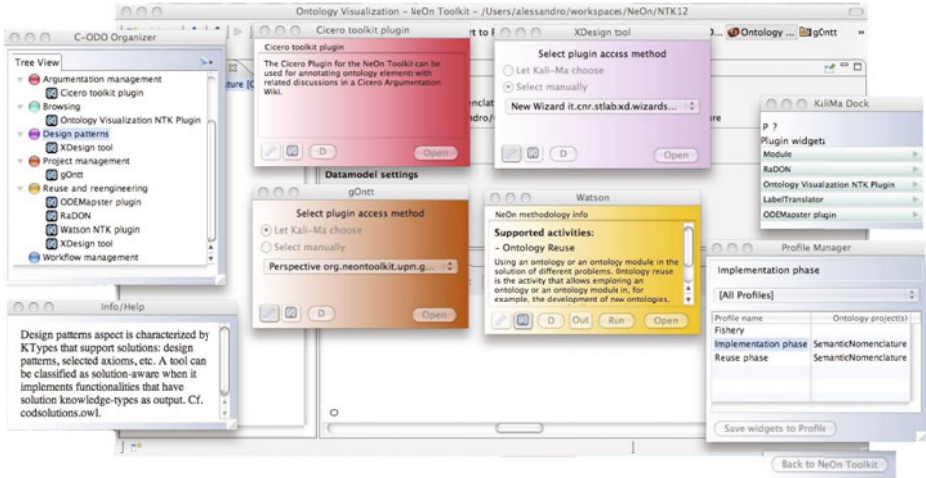 Ontology Visualization - NeOn Toolkit - /Users/alessandro/workspaces/NeOn/NTK12
C-ODO Organizer
Tree View
Argumentation management
Cicero toolkit plugin
Browsing
Ontology Visualization NTK Plugin
Design patterns
XDesign tool
Project management
gOntt
Reuse and reengineering
ODEMapster plugin
RaDON
Watson NTK plugin
XDesign tool
Workflow management
Cicero toolkit plugin
Cicero toolkit plugin
The Cicero Plugin for the NeOn Toolkit can be
used for annotating ontology elements with
related discussions in a Cicero Argumentation
Wiki.
D
Open
XDesign tool
Select plugin access method
Let Kali-Ma choose
Select manually
New Wizard it.cnr.stlab.xd.wizards...
D
Open
Ontology ...
gOntt
KaliMa Dock
P ?
Plugin widgets
Module
RaDON
Ontology Visualization NTK Plugin
LabelTranslator
ODEMapster plugin
Datamodel settings
gOntt
Select plugin access method
Let Kali-Ma choose
Select manually
Perspective org.neontoolkit.upm.g...
D
Open
Watson
NeOn methodology info
Supported activities:
- Ontology Reuse
Using an ontology or an ontology module in the
solution of different problems. Ontology reuse
is the activity that allows employing an
ontology or an ontology module in, for
example, the development of new ontologies,
D
Out
Run
Open
Profile Manager
Implementation phase
[All Profiles]
Profile name Ontology project(s)
Fishery
Implementation phase SemanticNomenclature
Reuse phase SemanticNomenclature
Save widgets to Profile
Info/Help
Design patterns aspect is characterized by
KTypes that support solutions: design
patterns, selected axioms, etc. A tool can
be classified as solution-aware when it
implements functionalities that have
solution knowledge-types as output. Cf.
codsolutions.owl.
Back to NeOn Toolkit